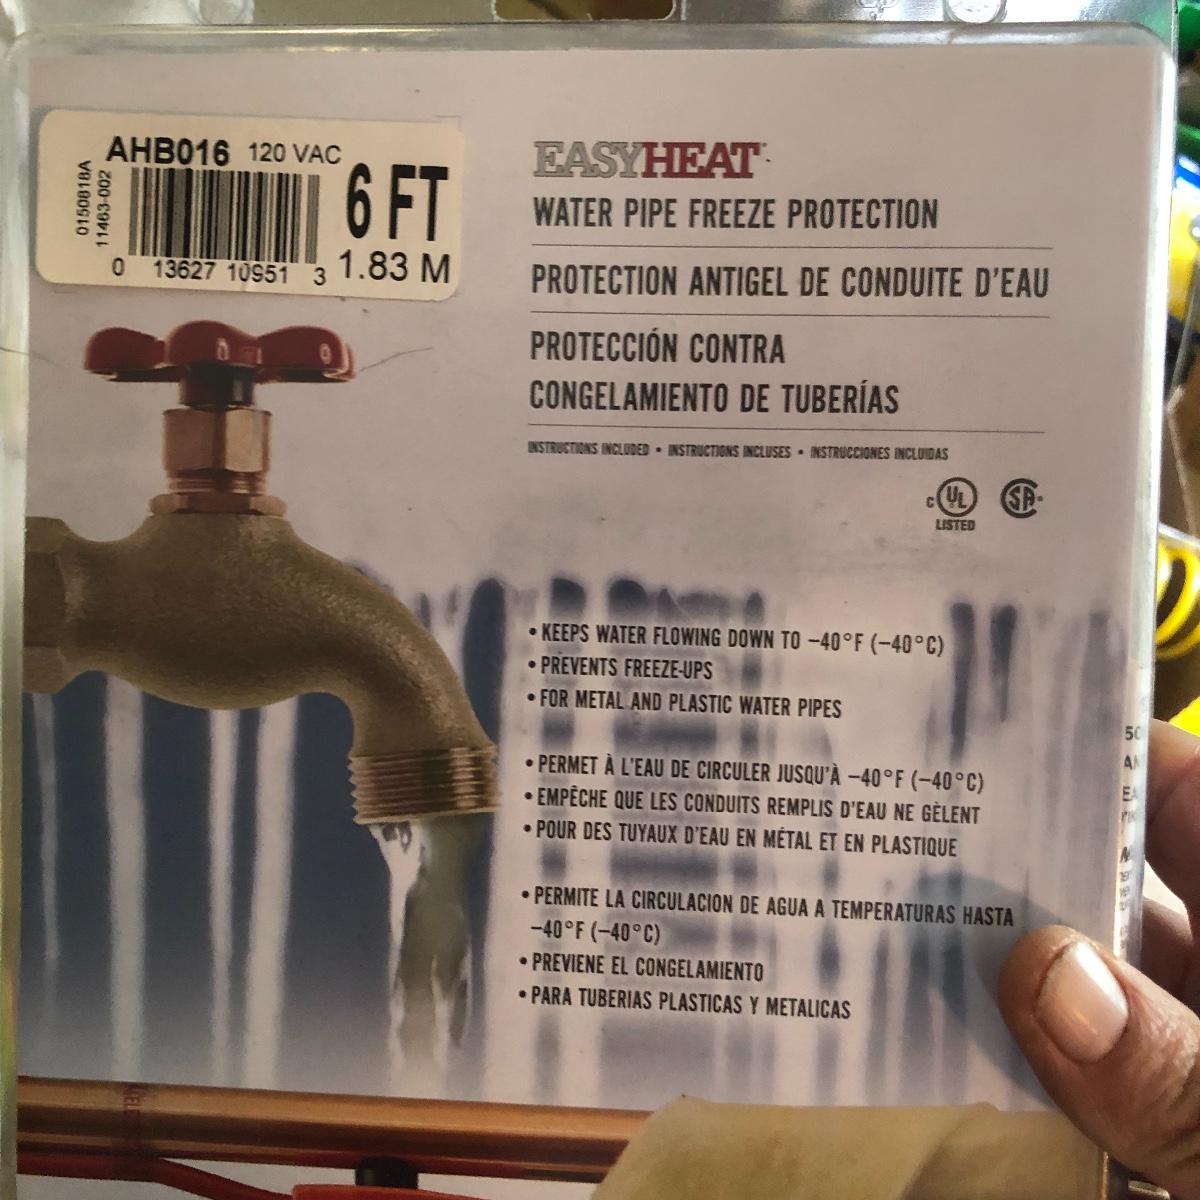 AHB016 120 VAC
0150818A
11463-002
6 FT
1.83 M
0 13627 10951 3
EASYHEAT
WATER PIPE FREEZE PROTECTION
PROTECTION ANTIGEL DE CONDUITE D'EAU
PROTECCIÓN CONTRA
CONGELAMIENTO DE TUBERÍAS
INSTRUCTIONS INCLUDED • INSTRUCTIONS INCLUSES • INSTRUCCIONES INCLUIDAS
C UL SA
LISTED
• KEEPS WATER FLOWING DOWN TO –40°F (–40°C)
• PREVENTS FREEZE-UPS
• FOR METAL AND PLASTIC WATER PIPES
• PERMET À L'EAU DE CIRCULER JUSQU'À –40°F (–40°C)
• EMPÊCHE QUE LES CONDUITS REMPLIS D'EAU NE GÈLENT
• POUR DES TUYAUX D'EAU EN MÉTAL ET EN PLASTIQUE
• PERMITE LA CIRCULACION DE AGUA A TEMPERATURAS HASTA
–40°F (–40°C)
• PREVIENE EL CONGELAMIENTO
• PARA TUBERIAS PLASTICAS Y METALICAS